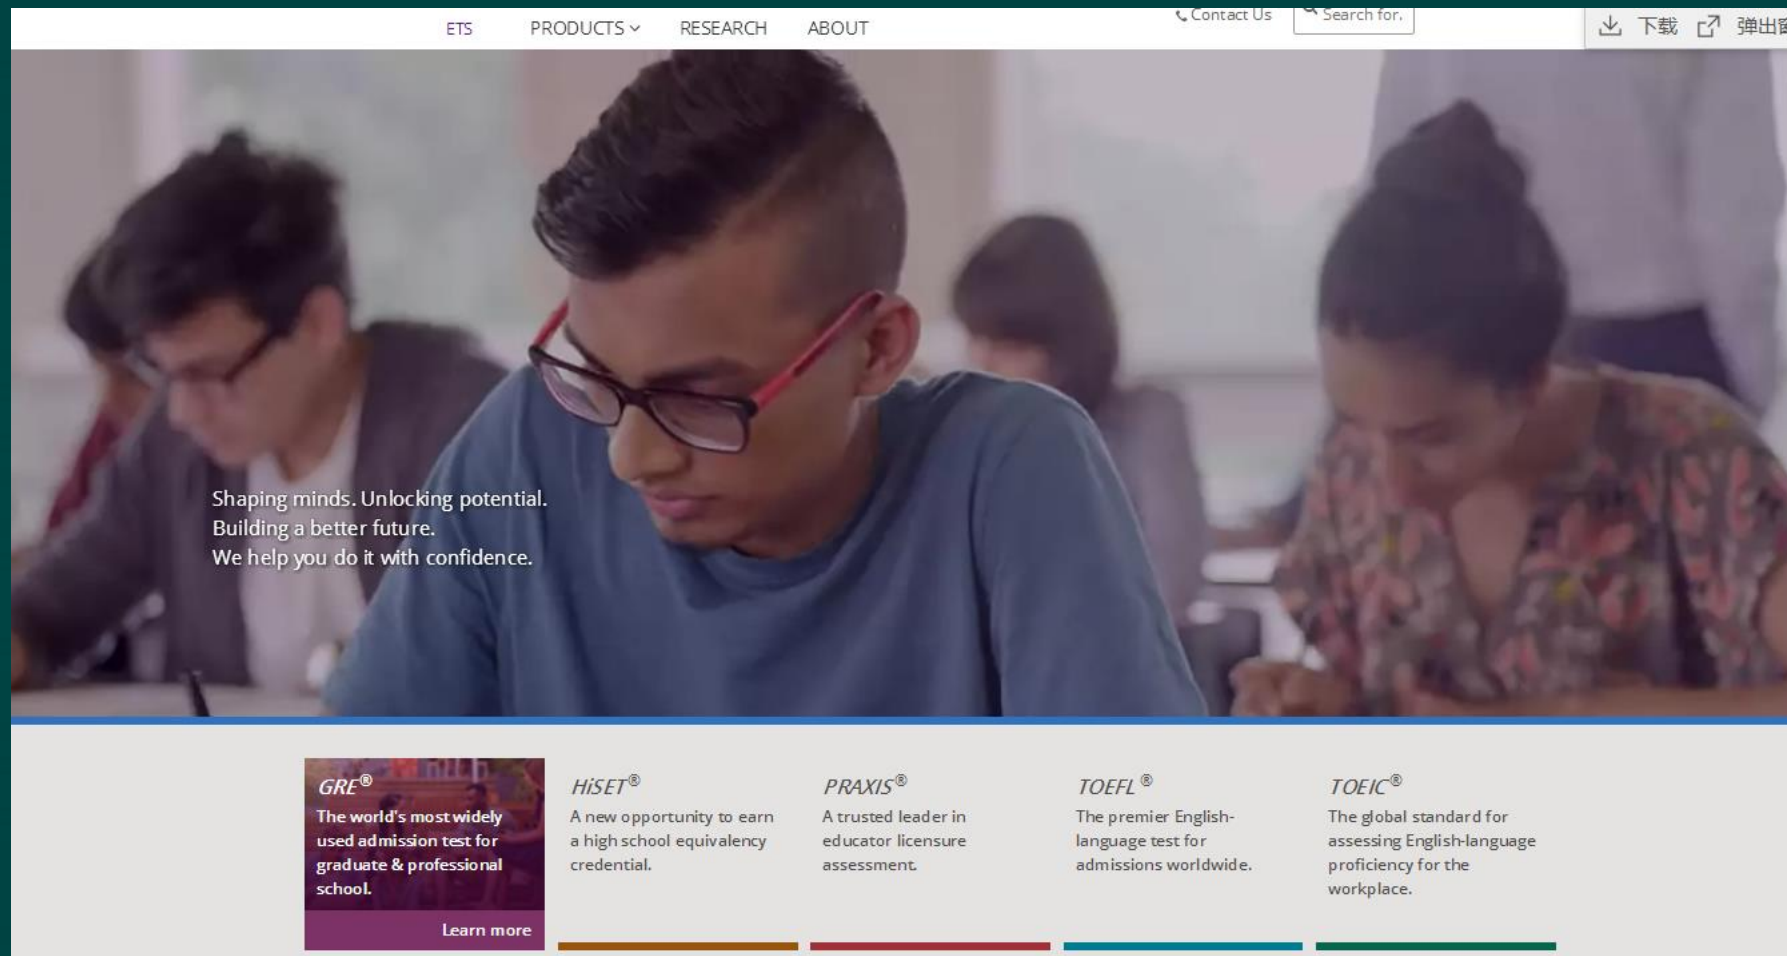 ETS PRODUCTS RESEARCH ABOUT Contact Us Search for. 下载 弹出窗
Shaping minds. Unlocking potential.
Building a better future.
We help you do it with confidence.
GRE®
The world's most widely
used admission test for
graduate & professional
school.
Learn more
HiSET®
A new opportunity to earn
a high school equivalency
credential.
PRAXIS®
A trusted leader in
educator licensure
assessment.
TOEFL®
The premier English-
language test for
admissions worldwide.
TOEIC®
The global standard for
assessing English-language
proficiency for the
workplace.